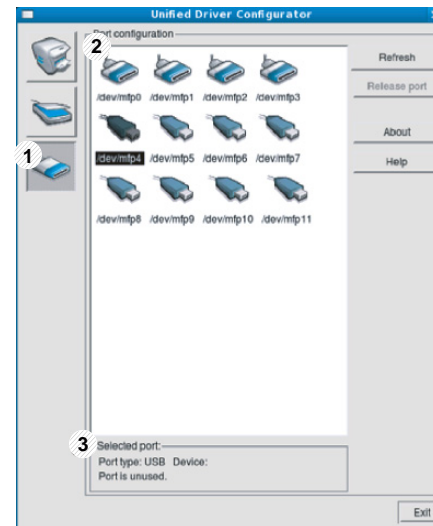 Unified Driver Configurator
2
Port configuration
Refresh
/dev/mfp0 /dev/mfp1 /dev/mfp2 /dev/mfp3
Release port
About
1
/dev/mfp4 /dev/mfp5 /dev/mfp6 /dev/mfp7
Help
/dev/mfp8 /dev/mfp9 /dev/mfp10 /dev/mfp11
3
Selected port:
Port type: USB Device:
Port is unused.
Exit